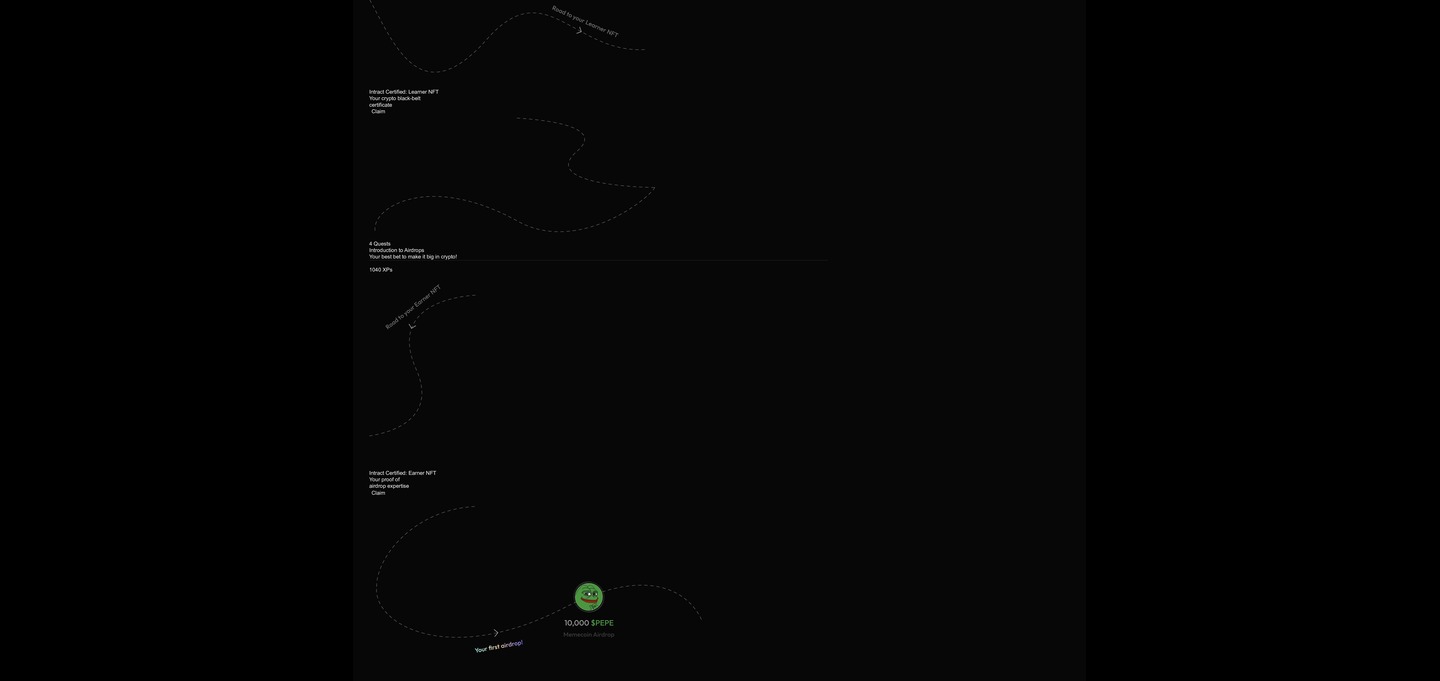 Road to your Learner NFT
Intract Certified: Learner NFT
Your crypto black-belt
certificate
Claim
4 Quests
Introduction to Airdrops
Your best bet to make it big in crypto!
1040 XPs
Road to your Earner NFT
Intract Certified: Earner NFT
Your proof of
airdrop expertise
Claim
10,000 $PEPE
Memecoin Airdrop
Your first airdrop!